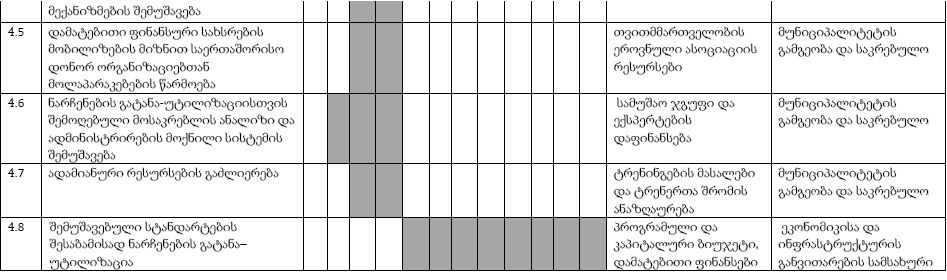 მექანიზმების შემუშავება
4.5 დამატებითი ფინანსური სახსრების თვითმმართველობის მუნიციპალიტეტის
მობილიზების მიზნით საერთაშორისო ეროვნული ასოციაციის გამგეობა და საკრებულო
დონორ ორგანიზაციებთან რესურსები
მოლაპარაკებების წარმოება
4.6 ნარჩენების გატანა-უტილიზაციისთვის სამუშაო ჯგუფი და მუნიციპალიტეტის
შემოღებული მოსაკრებლის ანალიზი და ექსპერტების გამგეობა და საკრებულო
ადმინისტრირების მოქნილი სისტემის დაფინანსება
შემუშავება
4.7 ადამიანური რესურსების გაძლიერება ტრენინგების მასალები მუნიციპალიტეტის
და ტრენერთა შრომის გამგეობა და საკრებულო
ანაზღაურება
4.8 შემუშავებული სტანდარტების პროგრამული და ეკონომიკისა და
შესაბამისად ნარჩენების გატანა– კაპიტალური ბიუჯეტი, ინფრასტრუქტურის
უტილიზაცია დამატებითი ფინანსები განვითარების სამსახური